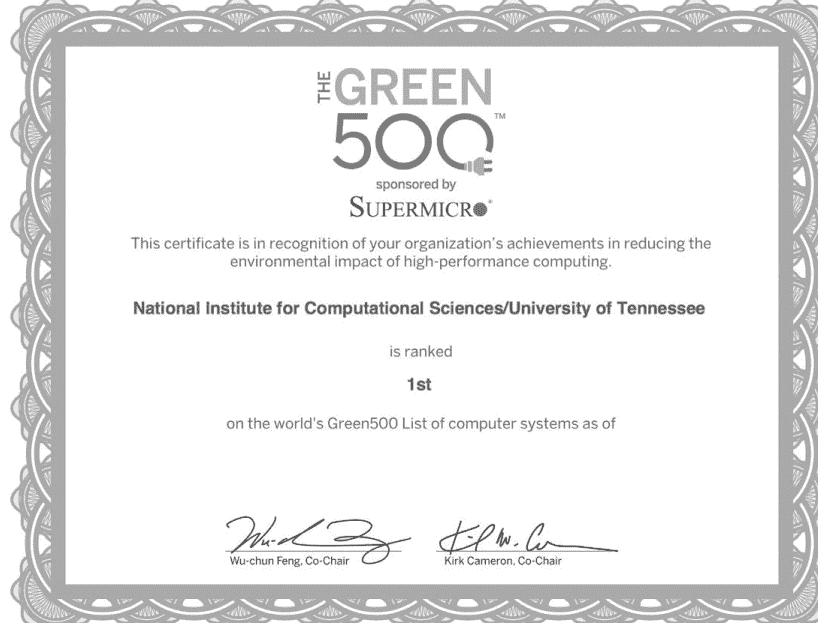 THE GREEN
500™
sponsored by
SUPERMICRO®
This certificate is in recognition of your organization's achievements in reducing the
environmental impact of high-performance computing.
National Institute for Computational Sciences/University of Tennessee
is ranked
1st
on the world's Green500 List of computer systems as of
Wu-chun Feng, Co-Chair
Kirk Cameron, Co-Chair